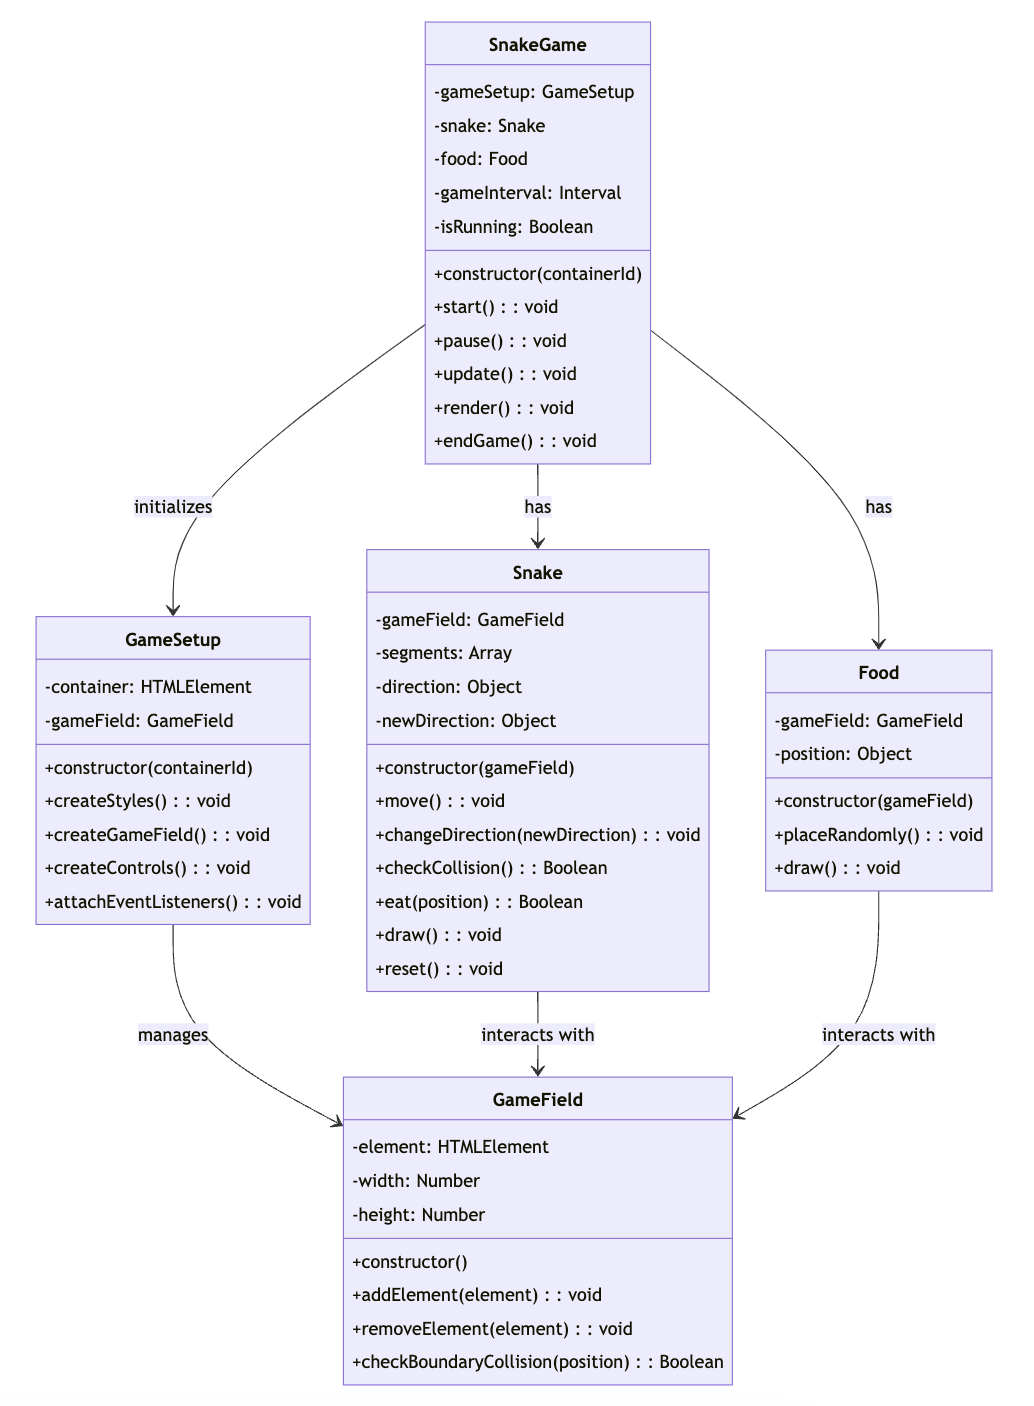 SnakeGame
-gameSetup: GameSetup
-snake: Snake
-food: Food
-gameInterval: Interval
-isRunning: Boolean
+constructor(containerId)
+start() : : void
+pause() : : void
+update() : : void
+render() : : void
+endGame() : : void
initializes
has
has
Snake
-gameField: GameField
-segments: Array
-direction: Object
-newDirection: Object
+constructor(gameField)
+move() : : void
+changeDirection(newDirection) : : void
+checkCollision() : : Boolean
+eat(position) : : Boolean
+draw() : : void
+reset() : : void
GameSetup
-container: HTMLElement
-gameField: GameField
+constructor(containerId)
+createStyles() : : void
+createGameField() : : void
+createControls() : : void
+attachEventListeners() : : void
Food
-gameField: GameField
-position: Object
+constructor(gameField)
+placeRandomly() : : void
+draw() : : void
manages
interacts with
interacts with
GameField
-element: HTMLElement
-width: Number
-height: Number
+constructor()
+addElement(element) : : void
+removeElement(element) : : void
+checkBoundaryCollision(position) : : Boolean